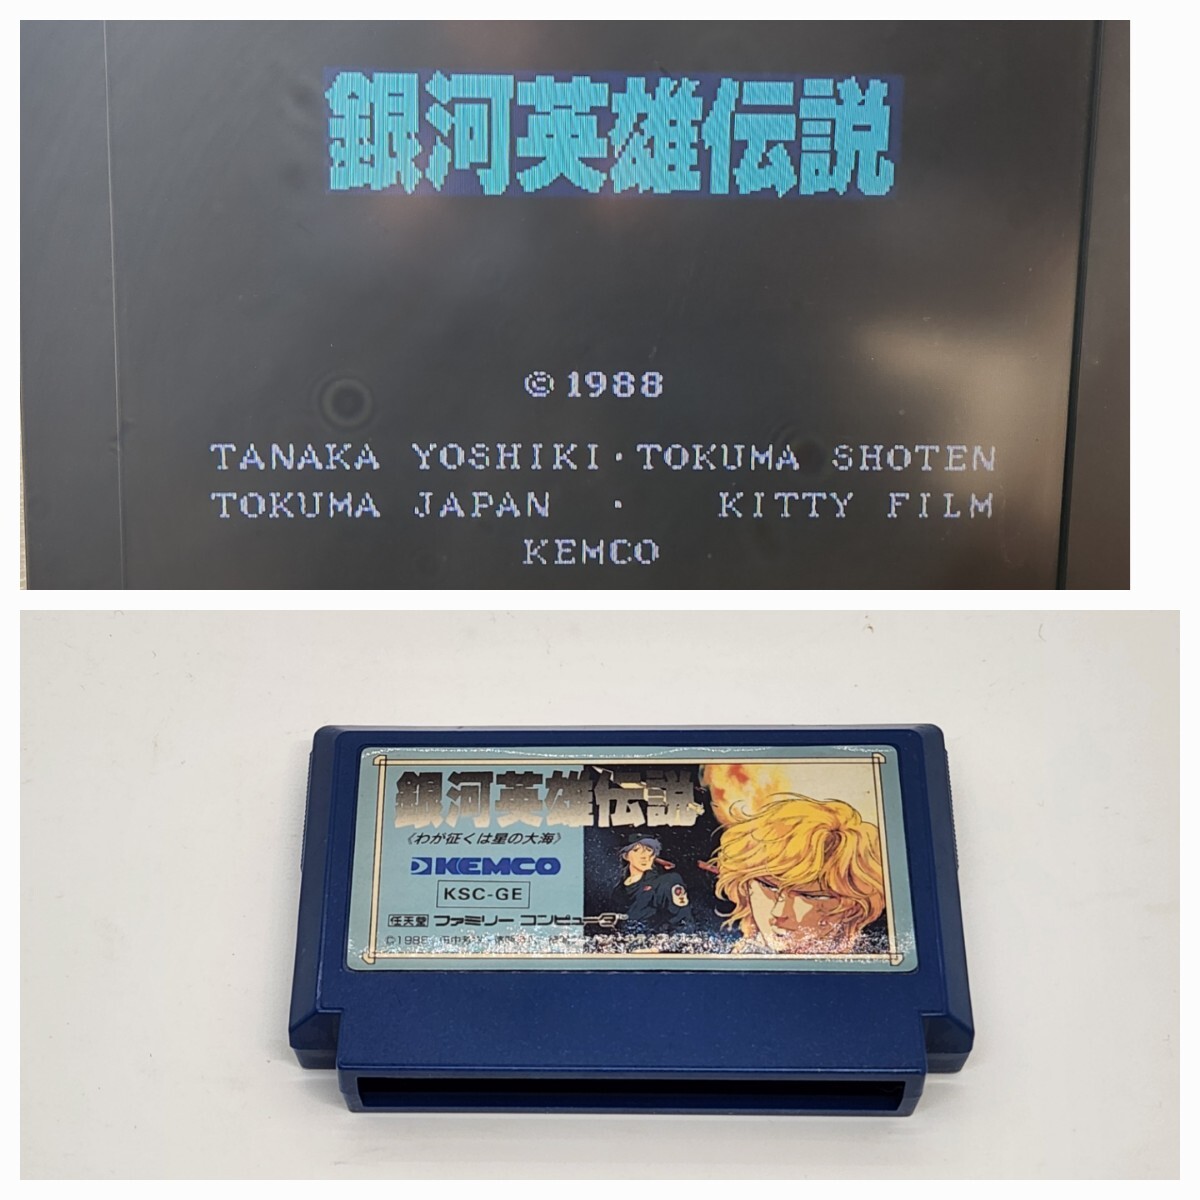 銀河英雄伝説
©1988
TANAKA YOSHIKI・TOKUMA SHOTEN
TOKUMA JAPAN ・ KITTY FILM
KEMCO
銀河英雄伝説
《わが征くは星の大海》
KEMCO
KSC-GE
任天堂 ファミリー コンピュータ